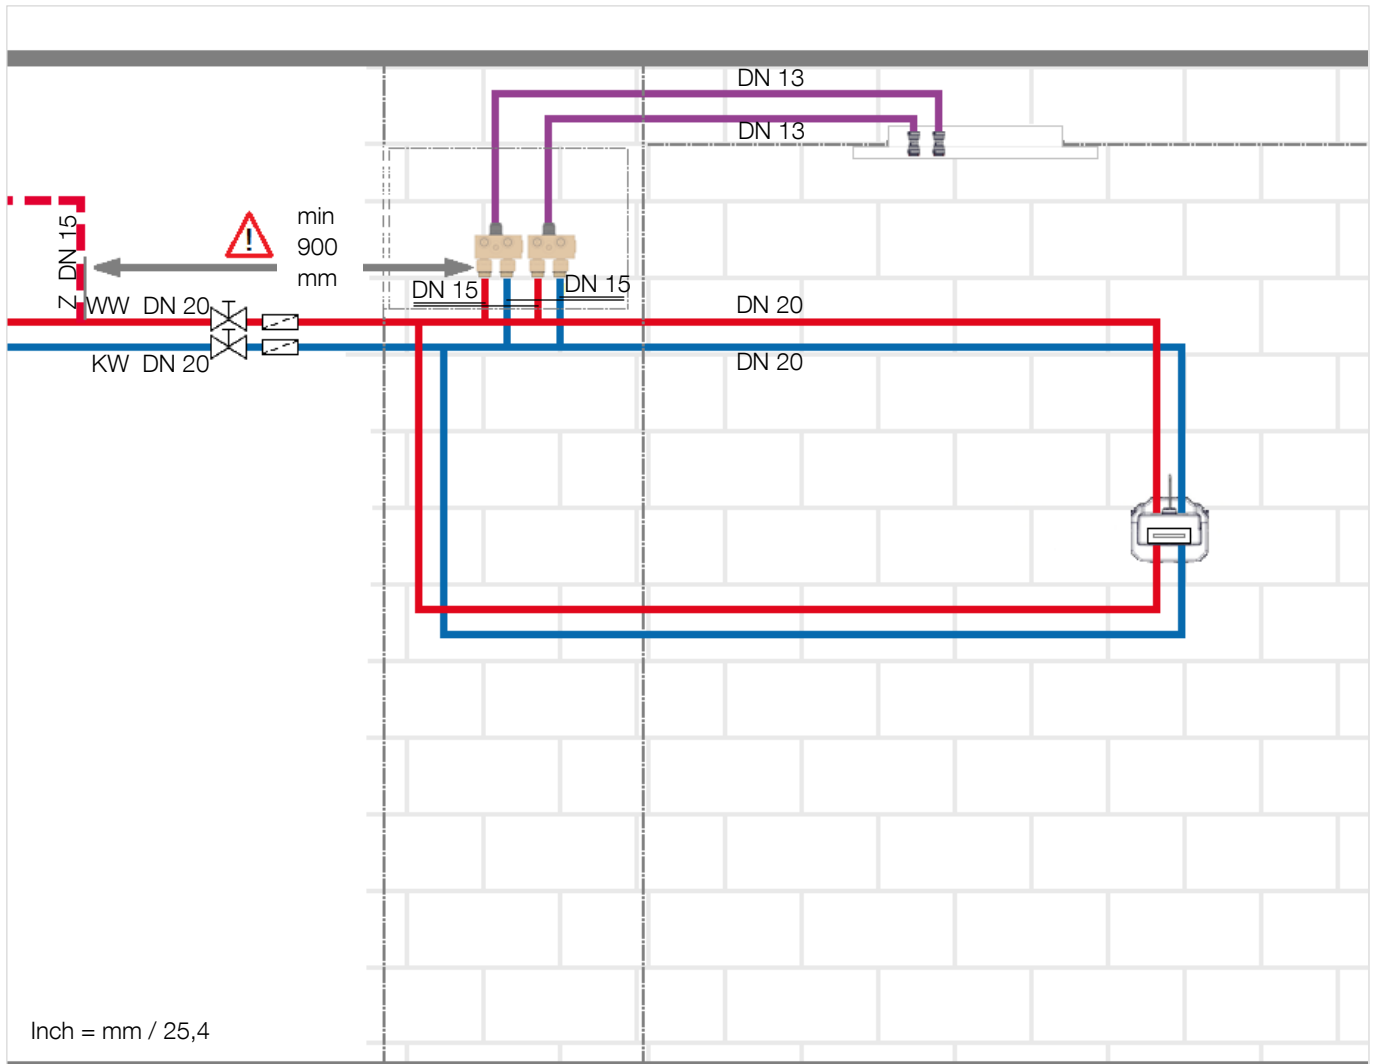 DN 13
DN 13
Z DN 15
!
min
900
mm
DN 15
DN 15
WW DN 20
DN 20
KW DN 20
DN 20
Inch = mm / 25,4